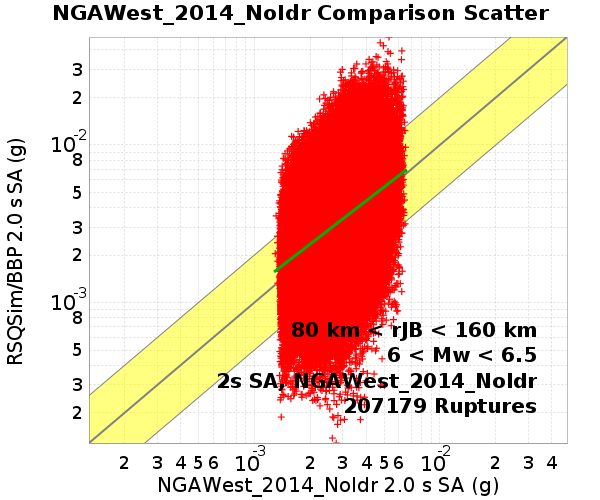 NGAWest_2014_NoIdr Comparison Scatter
RSQSim/BBP 2.0 s SA (g)
3
2
10-2
8
5
3
2
10-3
8
5
3
2
80 km < rJB < 160 km
6 < Mw < 6.5
2s SA, NGAWest_2014_NoIdr
207179 Ruptures
2 3 4 5 6 10-3 2 3 4 5 6 10-2 2 3 4
NGAWest_2014_NoIdr 2.0 s SA (g)